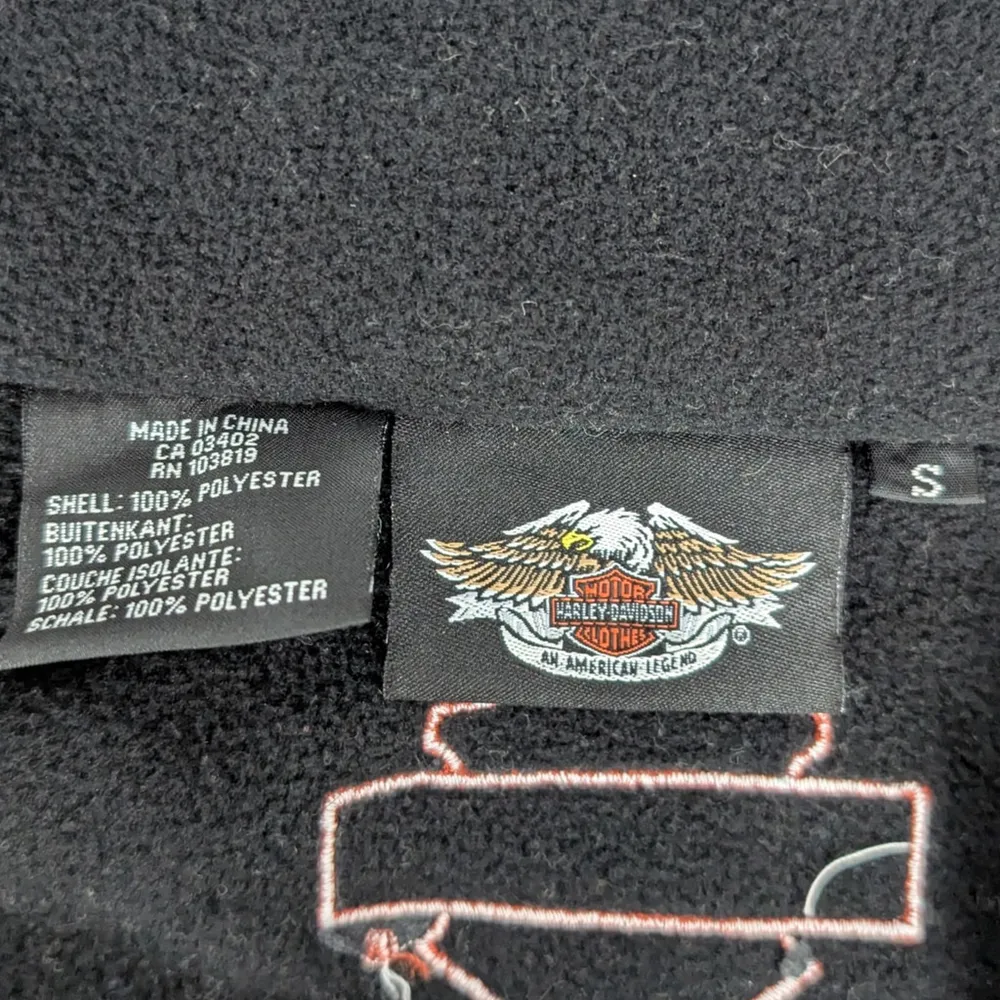 MADE IN CHINA
CA 03402
RN 103819
SHELL: 100% POLYESTER
BUITENKANT:
100% POLYESTER
COUCHE ISOLANTE:
100% POLYESTER
SCHALE: 100% POLYESTER
MOTOR
HARLEY-DAVIDSON
CLOTHES
AN AMERICAN LEGEND
®
S